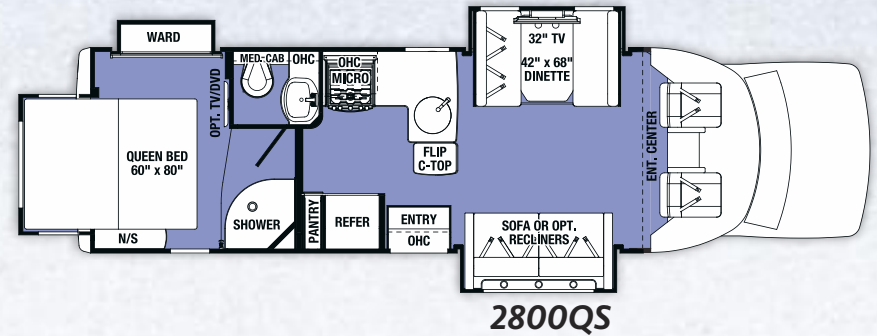 WARD
MED. CAB
OHC
OPT. TV/DVD
QUEEN BED
60" x 80"
N/S
SHOWER
OHC
MICRO
FLIP
C-TOP
PANTRY
REFER
ENTRY
OHC
32" TV
42" x 68"
DINETTE
SOFA OR OPT.
RECLINERS
ENT. CENTER
2800QS